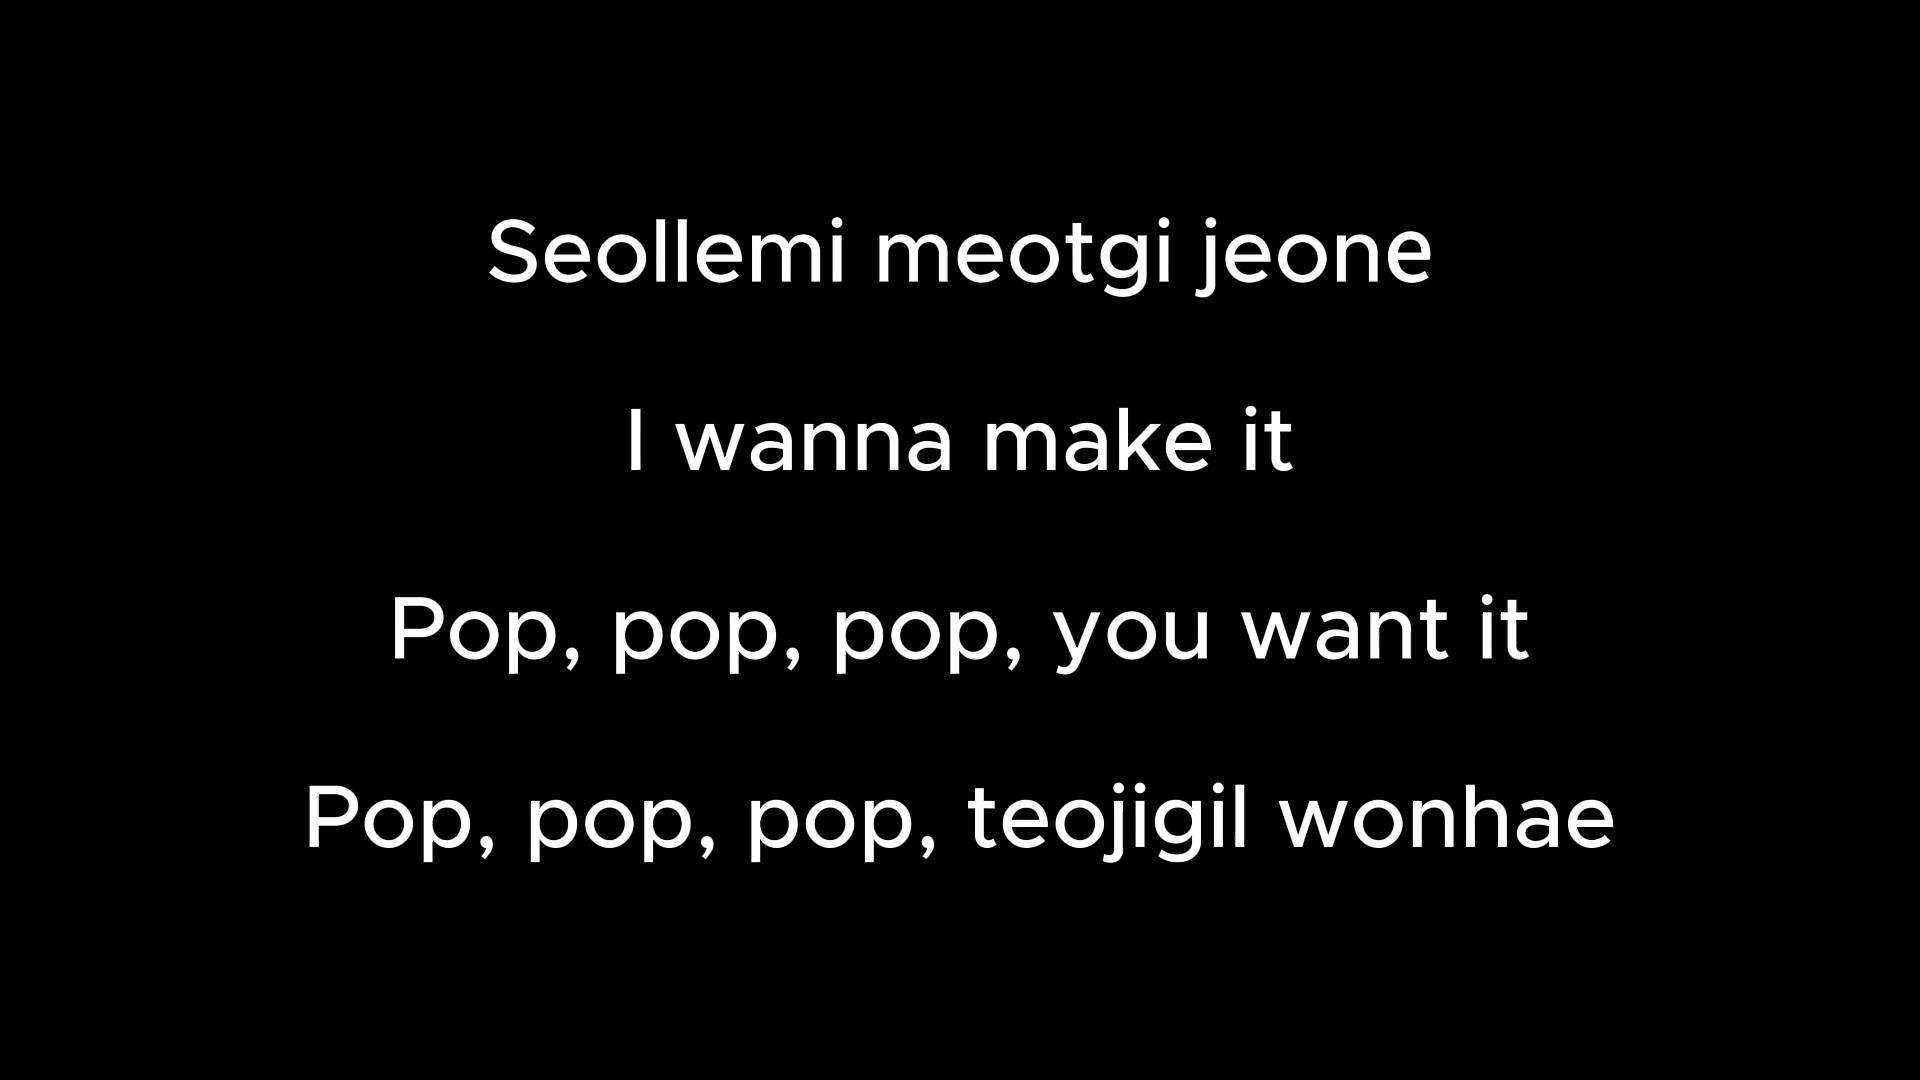 Seollemi meotgi jeone
I wanna make it
Pop, pop, pop, you want it
Pop, pop, pop, teojigil wonhae